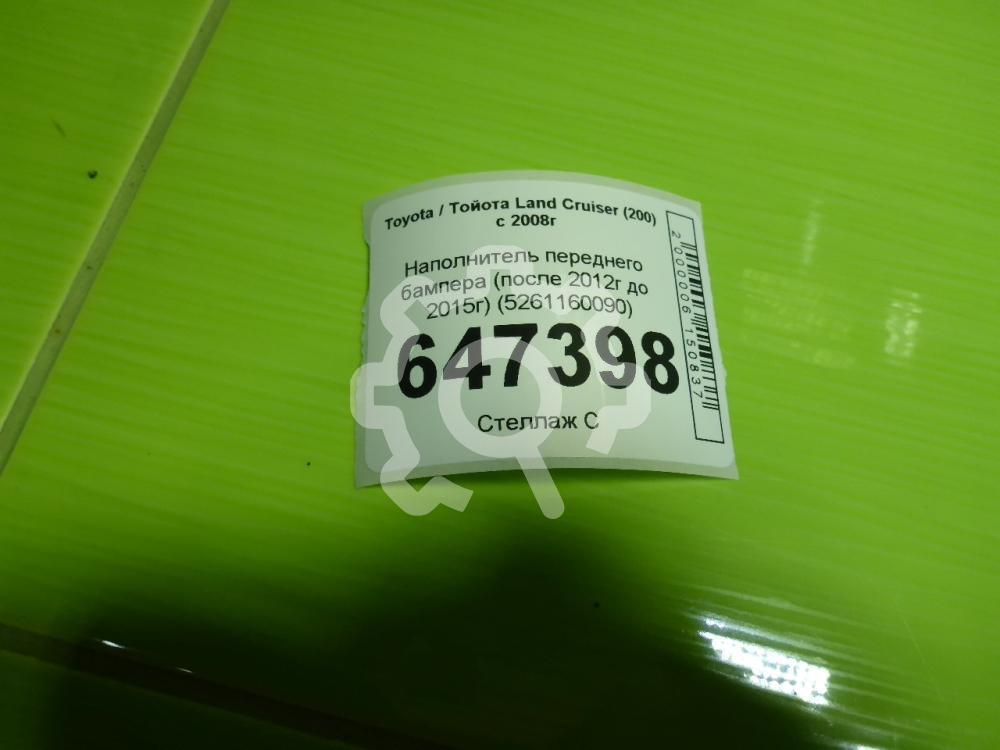 Toyota / Тойота Land Cruiser (200)
с 2008г
Наполнитель переднего
бампера (после 2012г до
2015г) (5261160090)
647398
Стеллаж С
2000006150837